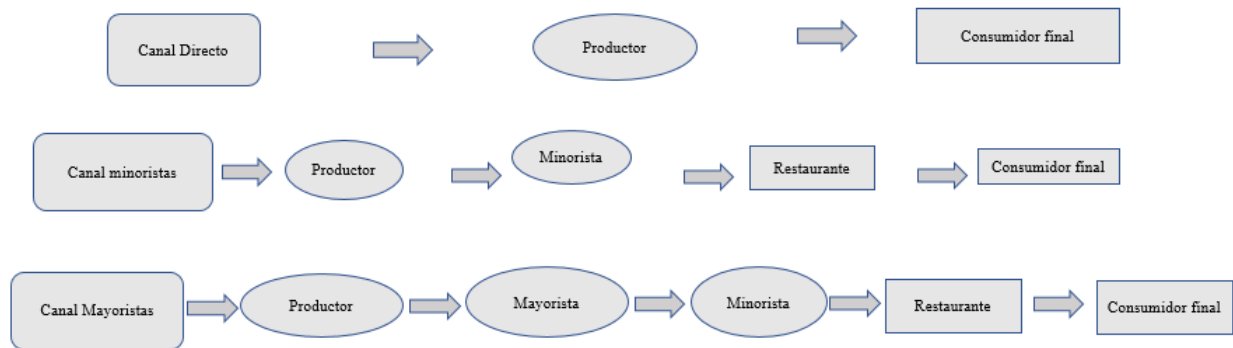 Canal Directo
Productor
Consumidor final
Canal minoristas
Productor
Minorista
Restaurante
Consumidor final
Canal Mayoristas
Productor
Mayorista
Minorista
Restaurante
Consumidor final